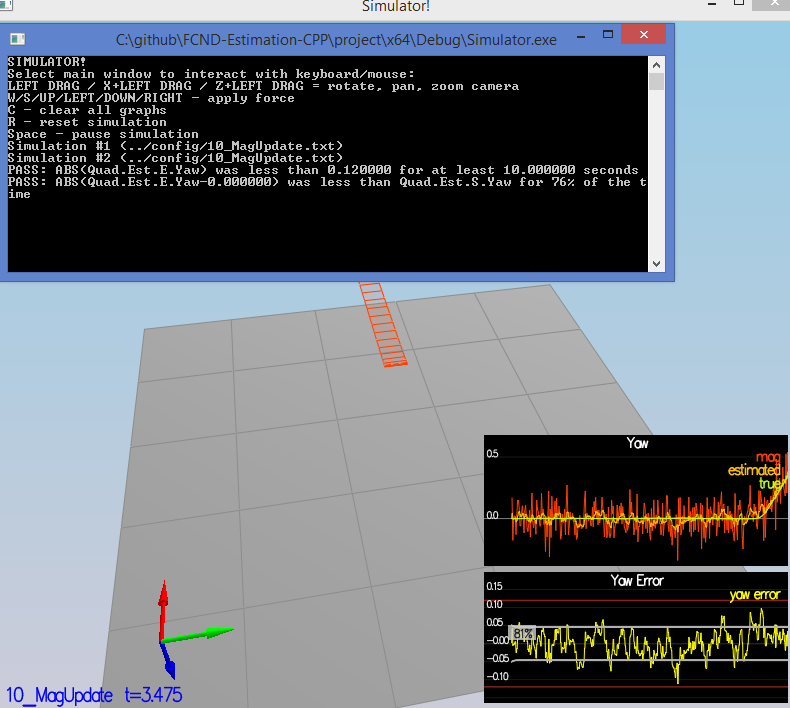 Simulator!
C:\github\FCND-Estimation-CPP\project\x64\Debug\Simulator.exe
SIMULATOR!
Select main window to interact with keyboard/mouse:
LEFT DRAG / X+LEFT DRAG / Z+LEFT DRAG = rotate, pan, zoom camera
W/S/UP/LEFT/DOWN/RIGHT - apply force
C - clear all graphs
R - reset simulation
Space - pause simulation
Simulation #1 (../config/10_MagUpdate.txt)
Simulation #2 (../config/10_MagUpdate.txt)
PASS: ABS(Quad.Est.E.Yaw) was less than 0.120000 for at least 10.000000 seconds
PASS: ABS(Quad.Est.E.Yaw-0.000000) was less than Quad.Est.S.Yaw for 76% of the t
ime
Yaw
0.5
mag
estimated
true
0.0
Yaw Error
0.15
yaw error
0.10
0.05
81%
-0.00
-0.05
-0.10
10_MagUpdate t=3.475